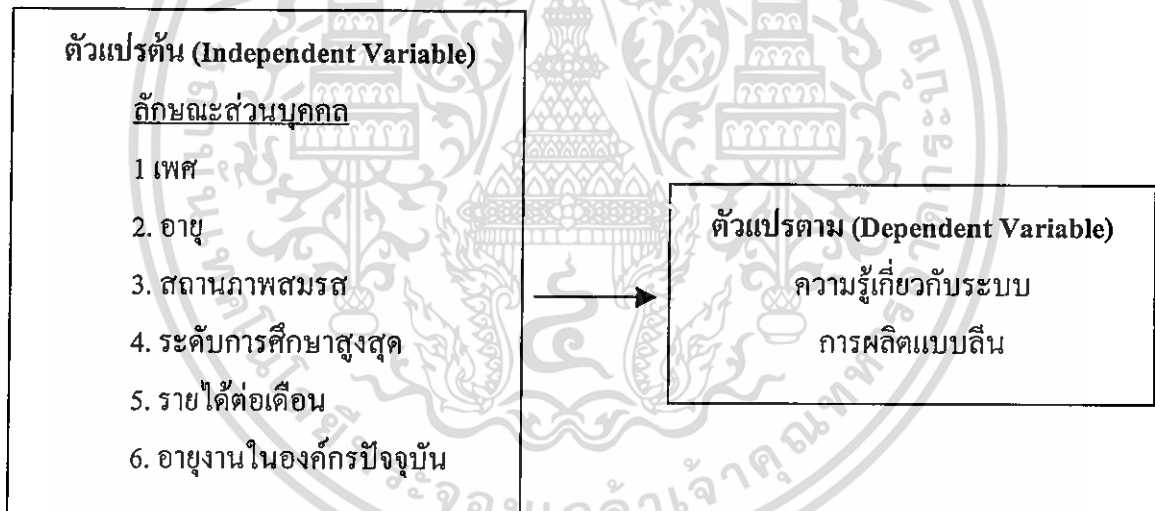 ตัวแปรต้น (Independent Variable)
ลักษณะส่วนบุคคล
1 เพศ
2. อายุ
3. สถานภาพสมรส
4. ระดับการศึกษาสูงสุด
5. รายได้ต่อเดือน
6. อายุงานในองค์กรปัจจุบัน
ตัวแปรตาม (Dependent Variable)
ความรู้เกี่ยวกับระบบ
การผลิตแบบลีน